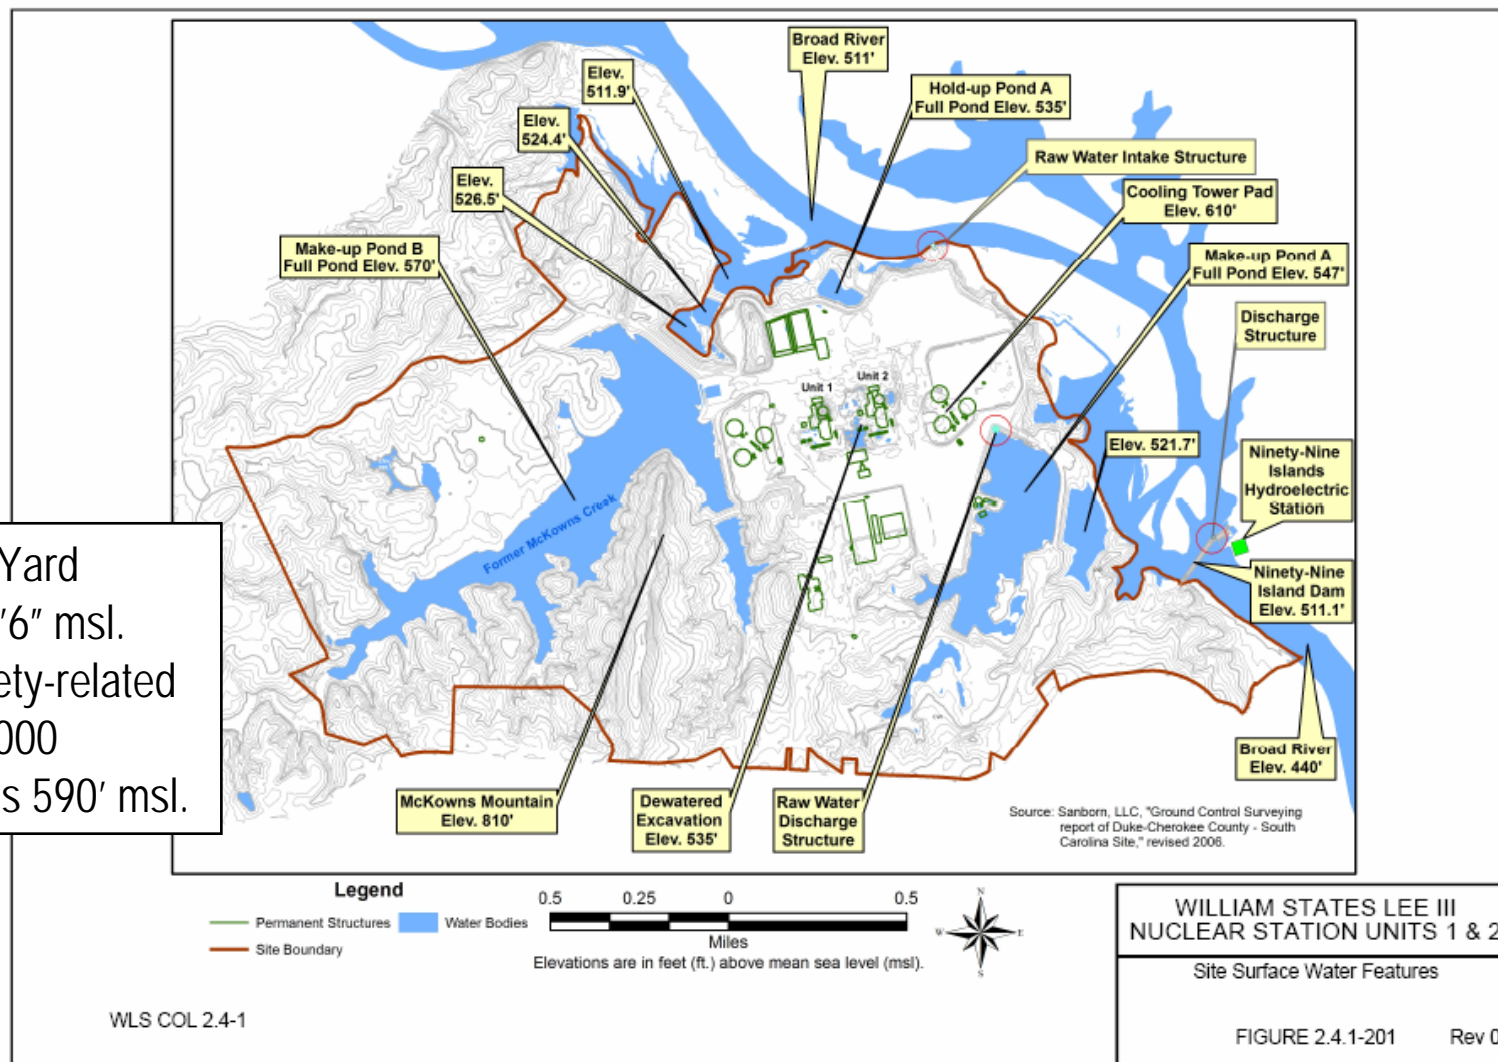 Broad River
Elev. 511'
Elev.
511.9'
Hold-up Pond A
Full Pond Elev. 535'
Elev.
524.4'
Raw Water Intake Structure
Elev.
526.5'
Cooling Tower Pad
Elev. 610'
Make-up Pond B
Full Pond Elev. 570'
Make-up Pond A
Full Pond Elev. 547'
Discharge
Structure
Unit 1
Unit 2
Elev. 521.7'
Ninety-Nine
Islands
Hydroelectric
Station
Former McKowns Creek
Yard
'6" msl.
ety-related
000
s 590' msl.
Ninety-Nine
Island Dam
Elev. 511.1'
Broad River
Elev. 440'
McKowns Mountain
Elev. 810'
Dewatered
Excavation
Elev. 535'
Raw Water
Discharge
Structure
Source: Sanborn, LLC, "Ground Control Surveying
report of Duke-Cherokee County - South
Carolina Site," revised 2006.
Legend
Permanent Structures
Water Bodies
Site Boundary
0.5 0.25 0 0.5
Miles
Elevations are in feet (ft.) above mean sea level (msl).
N
W E
S
WILLIAM STATES LEE III
NUCLEAR STATION UNITS 1 & 2
Site Surface Water Features
FIGURE 2.4.1-201 Rev 0
WLS COL 2.4-1